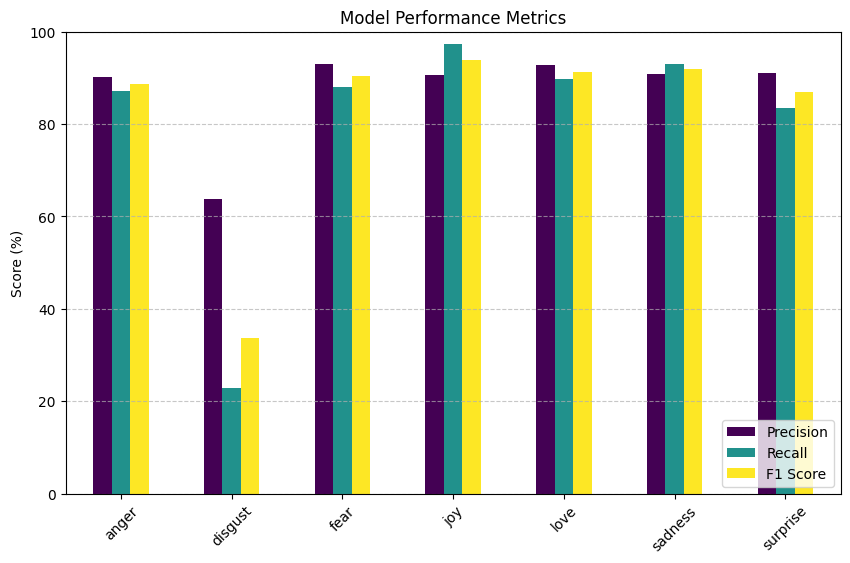 Model Performance Metrics
Score (%)
100
80
60
40
20
0
anger
disgust
fear
joy
love
sadness
surprise
Precision
Recall
F1 Score